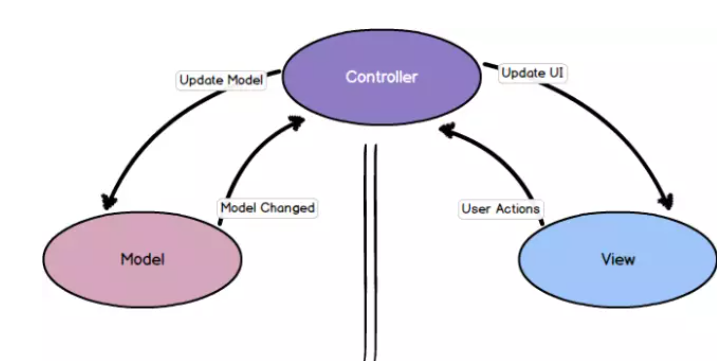 Controller
Update Model
Update UI
Model Changed
User Actions
Model
View